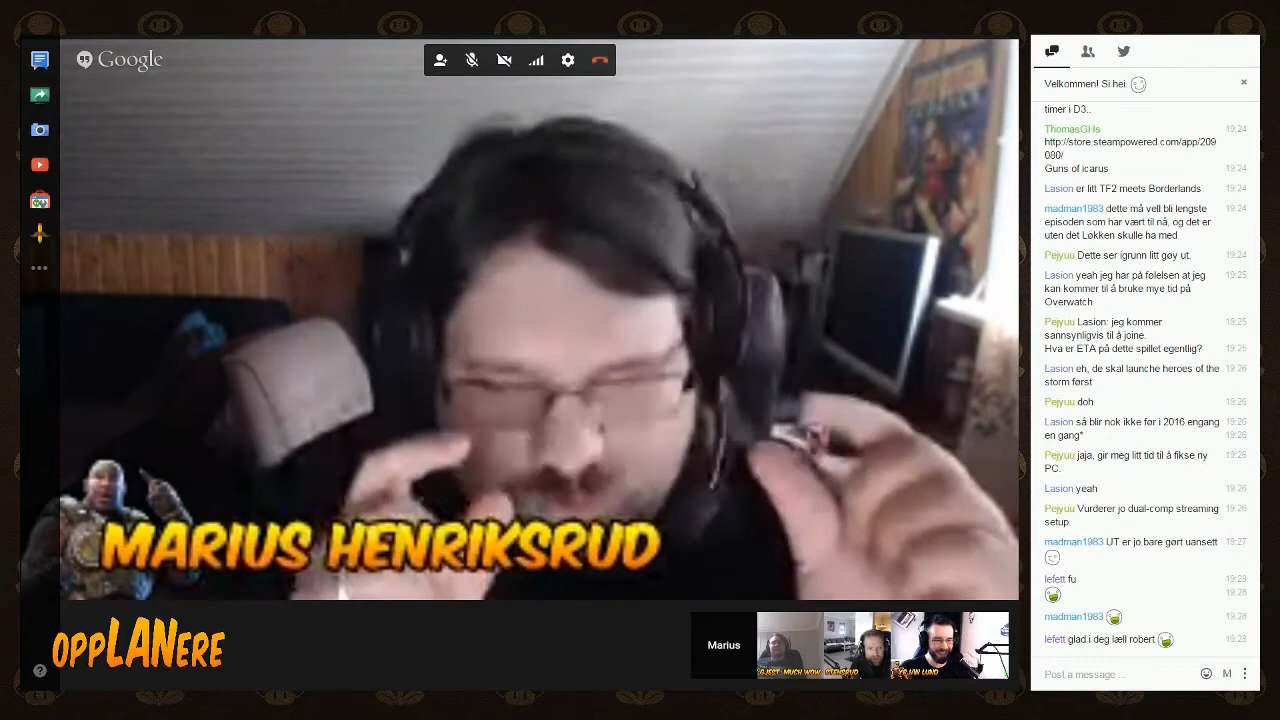 Google
MARIUS HENRIKSRUD
oppLANere
Marius
GJEST MUCH WOW
STENSRUD
ØRJAN LUND
Velkommen! Si hei
timer i D3..
ThomasGHs 19:24
http://store.steampowered.com/app/209
080/
Guns of icarus 19:24
Lasion er litt TF2 meets Borderlands 19:24
madman1983 dette må vell bli lengste 19:24
episoden som har vært til nå, og det er
uten det Løkken skulle ha med
Pejyuu Dette ser igrunn litt gøy ut. 19:24
Lasion yeah jeg har på følelsen at jeg 19:25
kan kommer til å bruke mye tid på
Overwatch
Pejyuu Lasion: jeg kommer 19:25
sannsynligvis til å joine.
Hva er ETA på dette spillet egentlig? 19:25
Lasion eh, de skal launche heroes of the 19:26
storm først
Pejyuu doh 19:26
Lasion så blir nok ikke før i 2016 engang 19:26
en gang* 19:26
Pejyuu jaja, gir meg litt tid til å fikse ny 19:26
PC.
Lasion yeah 19:26
Pejyuu Vurderer jo dual-comp streaming 19:26
setup.
madman1983 UT er jo bare gørt uansett 19:27
lefett fu 19:28
19:28
madman1983 19:28
lefett glad i deg læll robert 19:28
Post a message ...
M